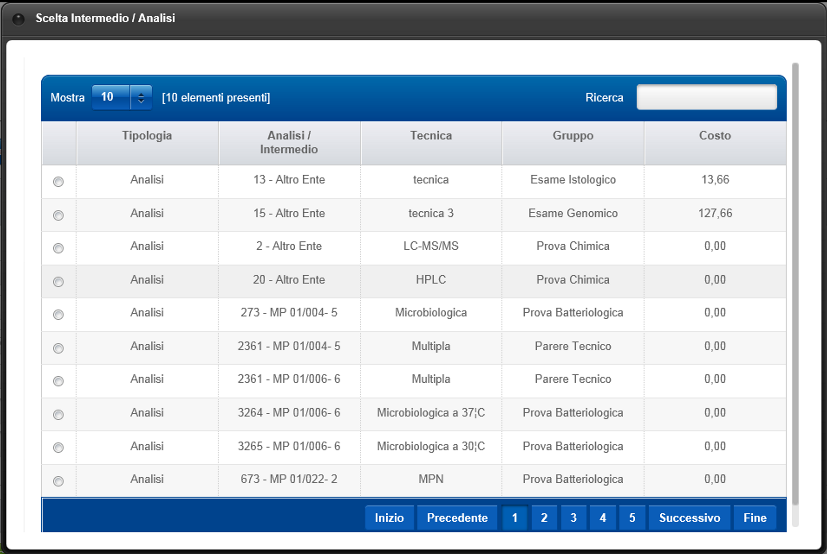 Scelta Intermedio / Analisi
Mostra 10 [10 elementi presenti] Ricerca
Tipologia Analisi / Intermedio Tecnica Gruppo Costo
Analisi 13 - Altro Ente tecnica Esame Istologico 13,66
Analisi 15 - Altro Ente tecnica 3 Esame Genomico 127,66
Analisi 2 - Altro Ente LC-MS/MS Prova Chimica 0,00
Analisi 20 - Altro Ente HPLC Prova Chimica 0,00
Analisi 273 - MP 01/004- 5 Microbiologica Prova Batteriologica 0,00
Analisi 2361 - MP 01/004- 5 Multipla Parere Tecnico 0,00
Analisi 2361 - MP 01/006- 6 Multipla Parere Tecnico 0,00
Analisi 3264 - MP 01/006- 6 Microbiologica a 37¦C Prova Batteriologica 0,00
Analisi 3265 - MP 01/006- 6 Microbiologica a 30¦C Prova Batteriologica 0,00
Analisi 673 - MP 01/022- 2 MPN Prova Batteriologica 0,00
Inizio Precedente 1 2 3 4 5 Successivo Fine